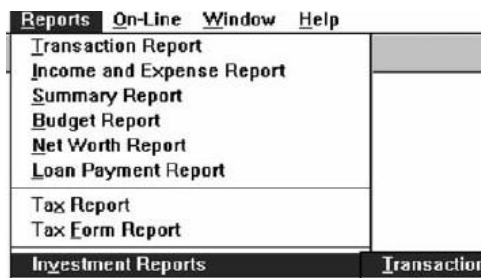 Reports On-Line Window Help
Transaction Report
Income and Expense Report
Summary Report
Budget Report
Net Worth Report
Loan Payment Report
Tax Report
Tax Form Report
Investment Reports Transaction